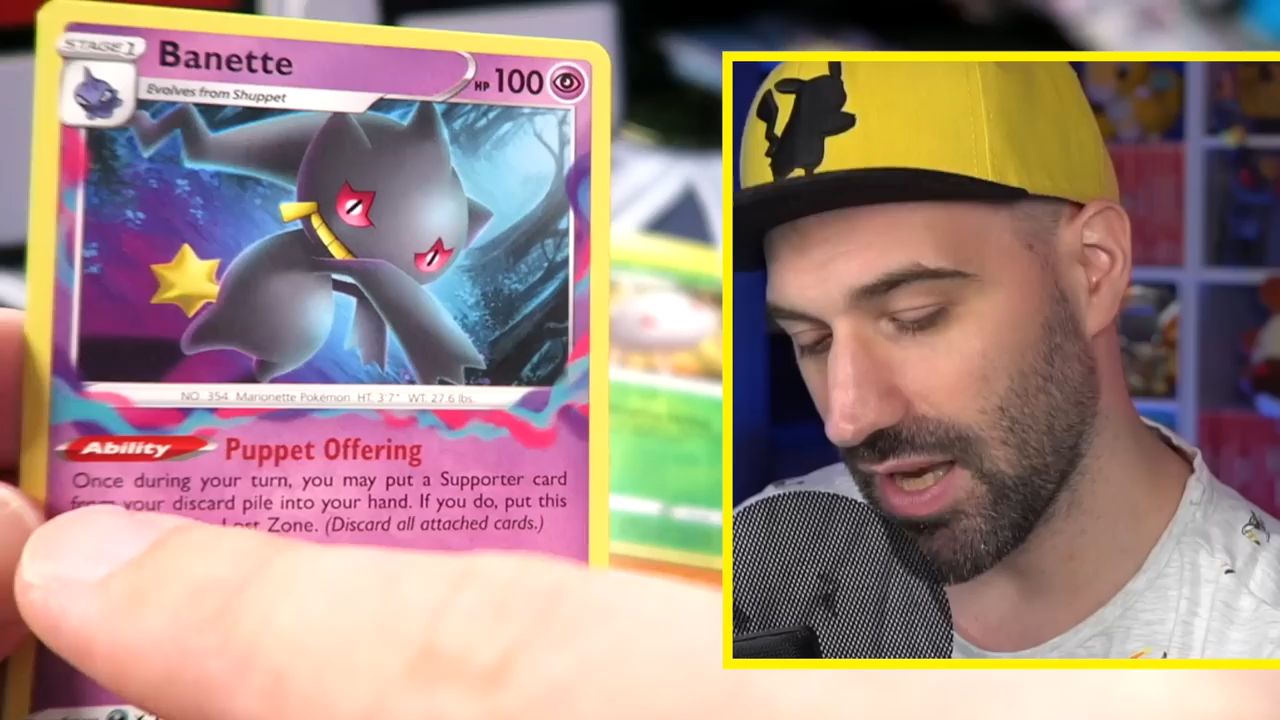 STAGE 1
Banette
HP 100
Evolves from Shuppet
NO. 354 Marionette Pokémon HT: 3'7" WT: 27.6 lbs.
Ability Puppet Offering
Once during your turn, you may put a Supporter card
from your discard pile into your hand. If you do, put this
Lost Zone. (Discard all attached cards.)